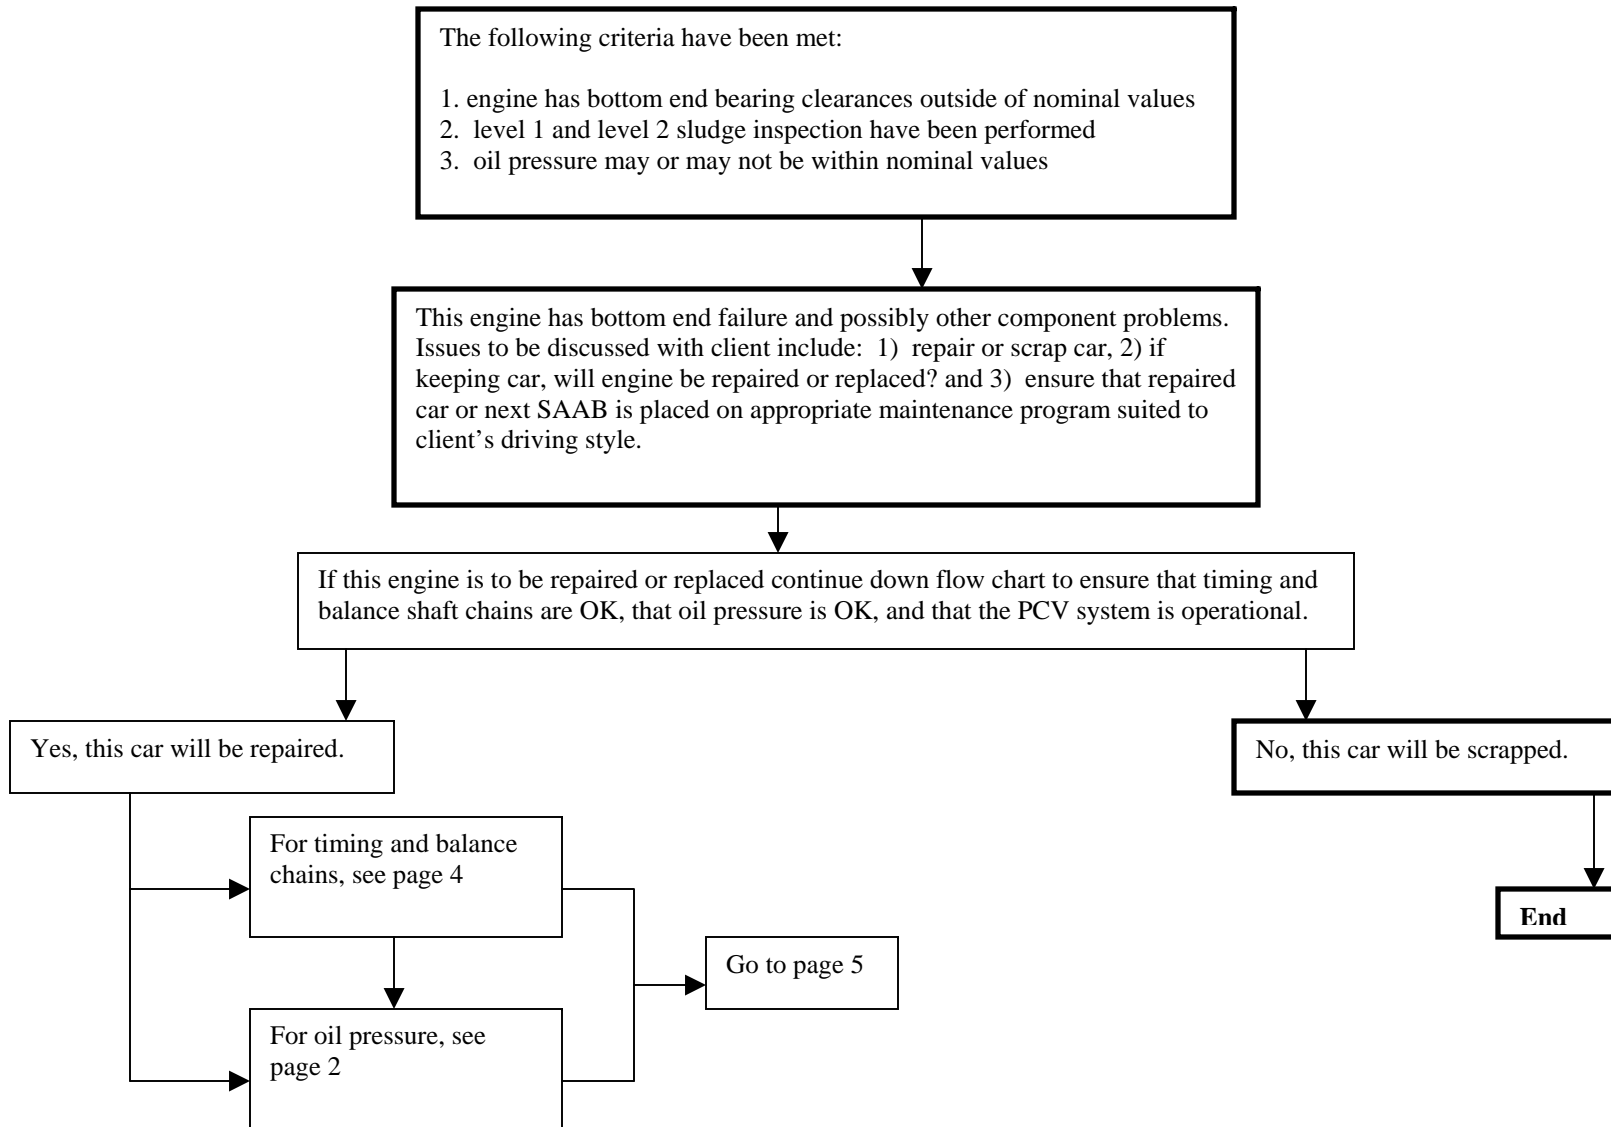 The following criteria have been met:
1. engine has bottom end bearing clearances outside of nominal values
2. level 1 and level 2 sludge inspection have been performed
3. oil pressure may or may not be within nominal values
This engine has bottom end failure and possibly other component problems.
Issues to be discussed with client include: 1) repair or scrap car, 2) if
keeping car, will engine be repaired or replaced? and 3) ensure that repaired
car or next SAAB is placed on appropriate maintenance program suited to
client’s driving style.
If this engine is to be repaired or replaced continue down flow chart to ensure that timing and
balance shaft chains are OK, that oil pressure is OK, and that the PCV system is operational.
Yes, this car will be repaired.
No, this car will be scrapped.
For timing and balance
chains, see page 4
End
Go to page 5
For oil pressure, see
page 2